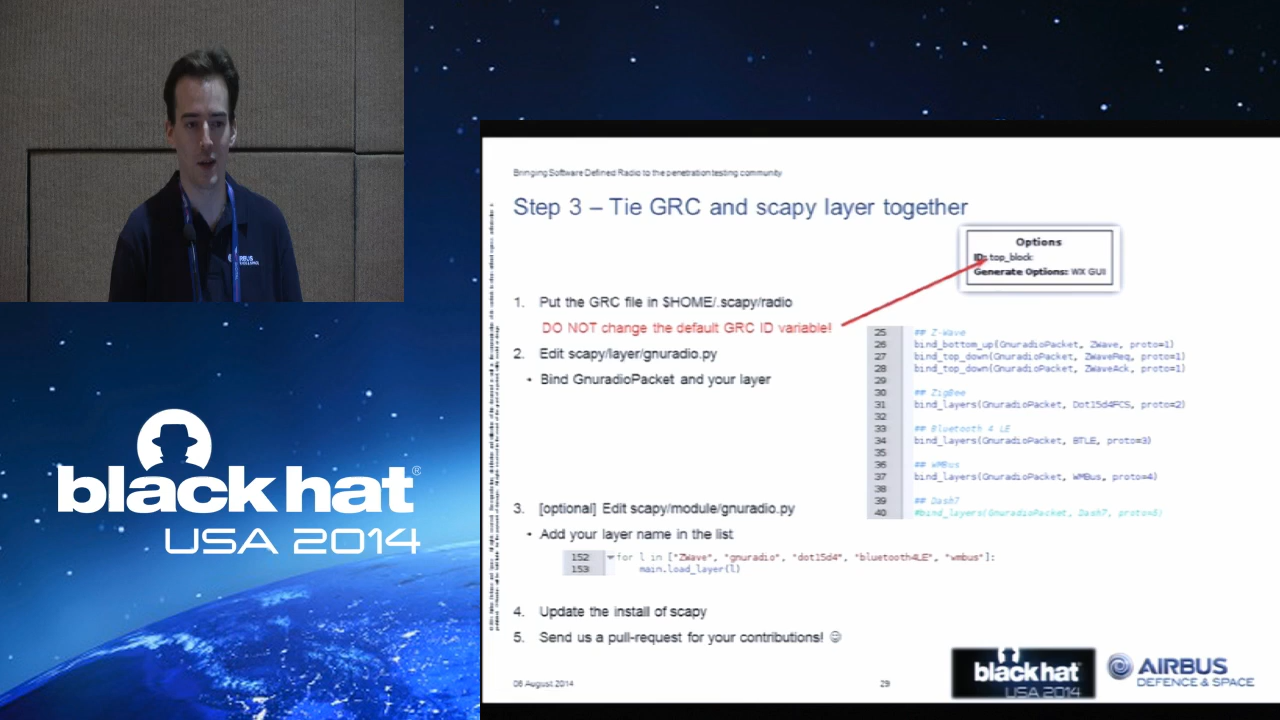 RBUS
Bringing Software Defined Radio to the penetration testing community
Step 3 – Tie GRC and scapy layer together
Options
ID: top_block
Generate Options: WX GUI
1. Put the GRC file in $HOME/.scapy/radio
DO NOT change the default GRC ID variable!
2. Edit scapy/layer/gnuradio.py
• Bind GnuradioPacket and your layer
25 ## Z-Wave
26 bind_bottom_up(GnuradioPacket, ZWave, proto=1)
27 bind_top_down(GnuradioPacket, ZWaveReq, proto=1)
28 bind_top_down(GnuradioPacket, ZWaveAck, proto=1)
29
30 ## ZigBee
31 bind_layers(GnuradioPacket, Dot15d4FCS, proto=2)
32
33 ## Bluetooth 4 LE
34 bind_layers(GnuradioPacket, BTLE, proto=3)
35
36 ## WMBus
37 bind_layers(GnuradioPacket, WMBus, proto=4)
38
39 ## Dash7
40 #bind_layers(GnuradioPacket, Dash7, proto=5)
3. [optional] Edit scapy/module/gnuradio.py
• Add your layer name in the list
152 for l in ["ZWave", "gnuradio", "dot15d4", "bluetooth4LE", "wmbus"]:
153 main.load_layer(l)
4. Update the install of scapy
5. Send us a pull-request for your contributions! ☺
06 August 2014
29
black hat
USA 2014
AIRBUS
DEFENCE & SPACE
black hat®
USA 2014